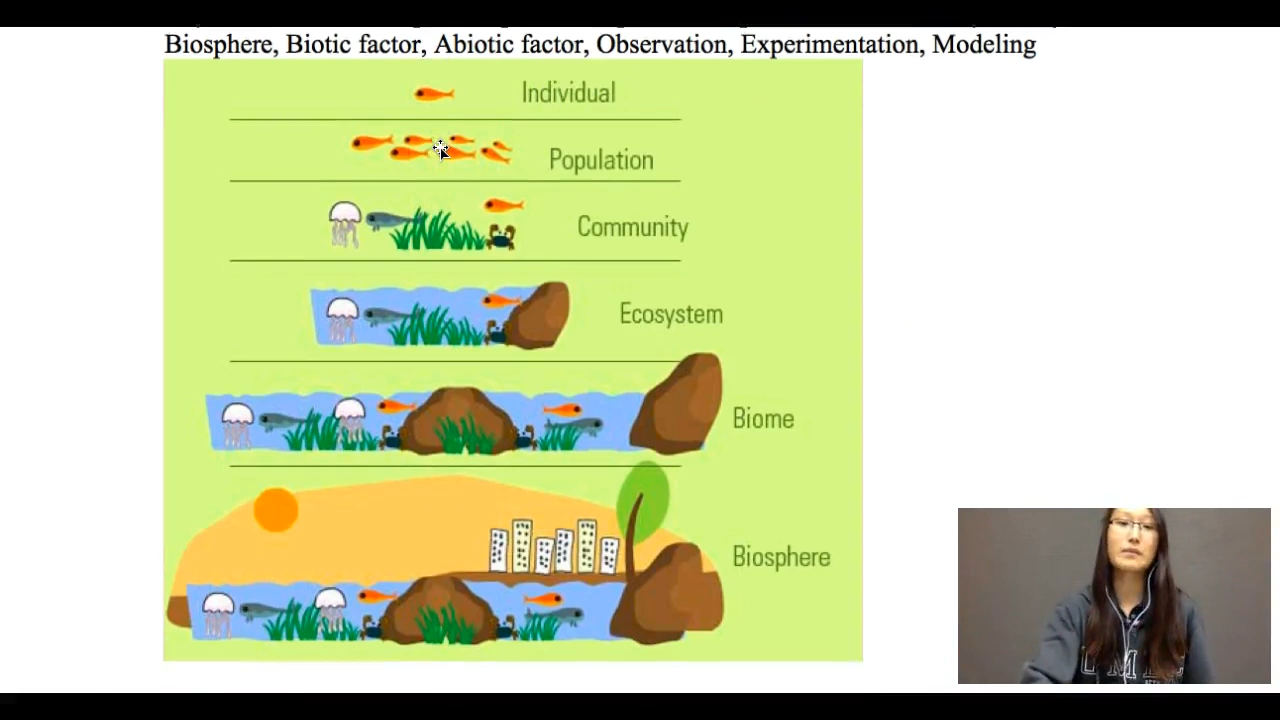 Biosphere, Biotic factor, Abiotic factor, Observation, Experimentation, Modeling
Individual
Population
Community
Ecosystem
Biome
Biosphere